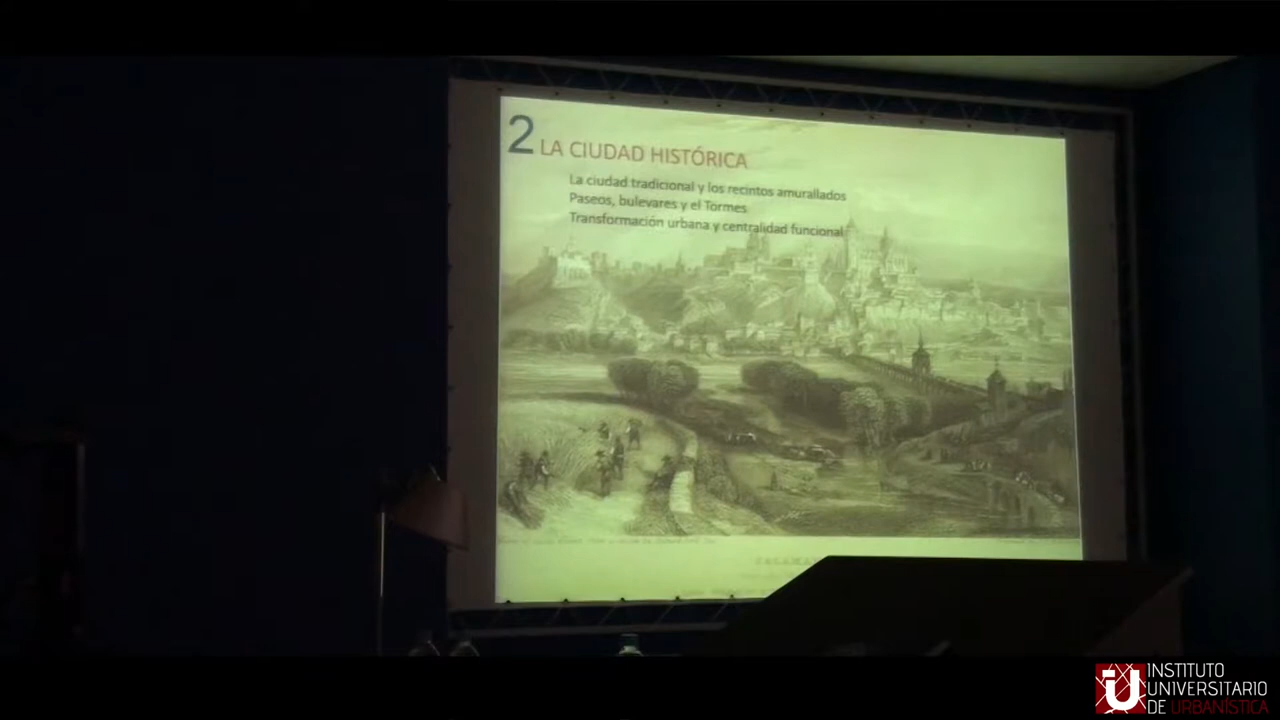 2 LA CIUDAD HISTÓRICA
La ciudad tradicional y los recintos amurallados
Paseos, bulevares y el Tormes
Transformación urbana y centralidad funcional
iU INSTITUTO
UNIVERSITARIO
DE URBANÍSTICA